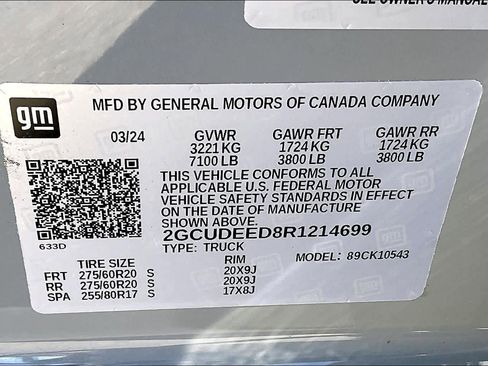 SEE OWNER'S MANUAL
gm
MFD BY GENERAL MOTORS OF CANADA COMPANY
03/24 GVWR GAWR FRT GAWR RR
3221 KG 1724 KG 1724 KG
7100 LB 3800 LB 3800 LB
THIS VEHICLE CONFORMS TO ALL
APPLICABLE U.S. FEDERAL MOTOR
VEHICLE SAFETY STANDARDS IN EFFECT
ON THE DATE OF MANUFACTURE
SHOWN ABOVE.
2GCUDEED8R1214699
TYPE: TRUCK MODEL: 89CK10543
633D
TIRE SIZE RIM
FRT 275/60R20 S 20X9J
RR 275/60R20 S 20X9J
SPA 255/80R17 S 17X8J